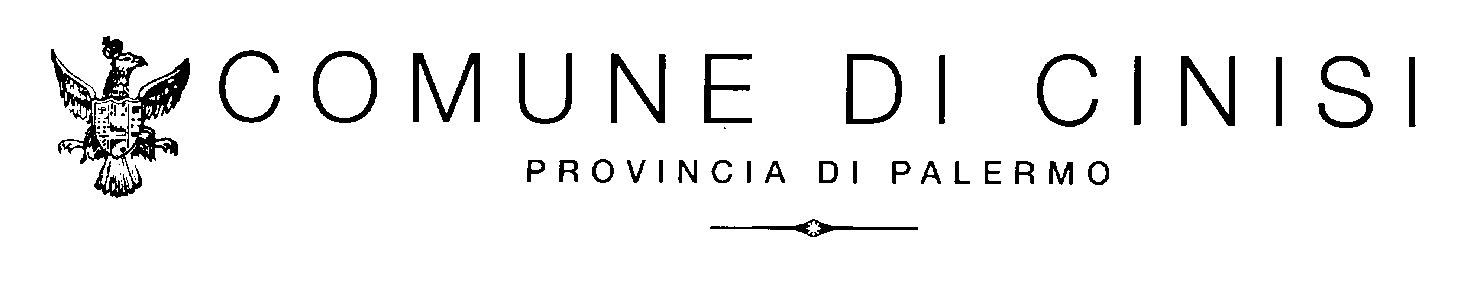 COMUNE DI CINISI
PROVINCIA DI PALERMO